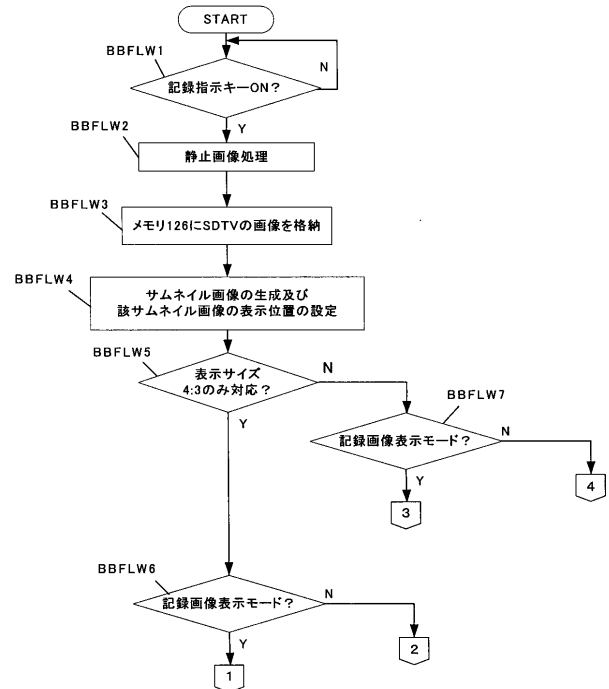 START
BBFLW1
記録指示キーON？
N
Y
BBFLW2
静止画像処理
BBFLW3
メモリ126にSDTVの画像を格納
BBFLW4
サムネイル画像の生成及び
該サムネイル画像の表示位置の設定
BBFLW5
表示サイズ
4:3のみ対応？
N
Y
BBFLW7
記録画像表示モード？
N
Y
4
3
BBFLW6
記録画像表示モード？
N
Y
2
1